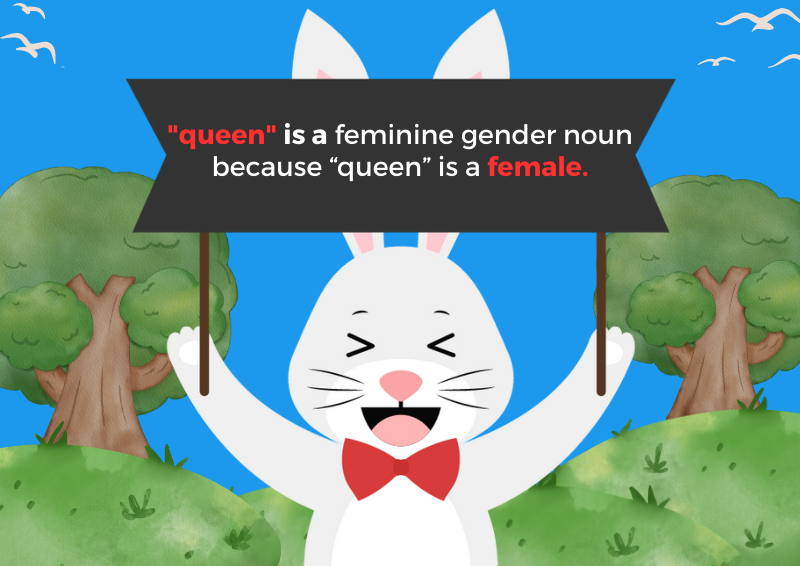 "queen" is a feminine gender noun
because “queen” is a female.